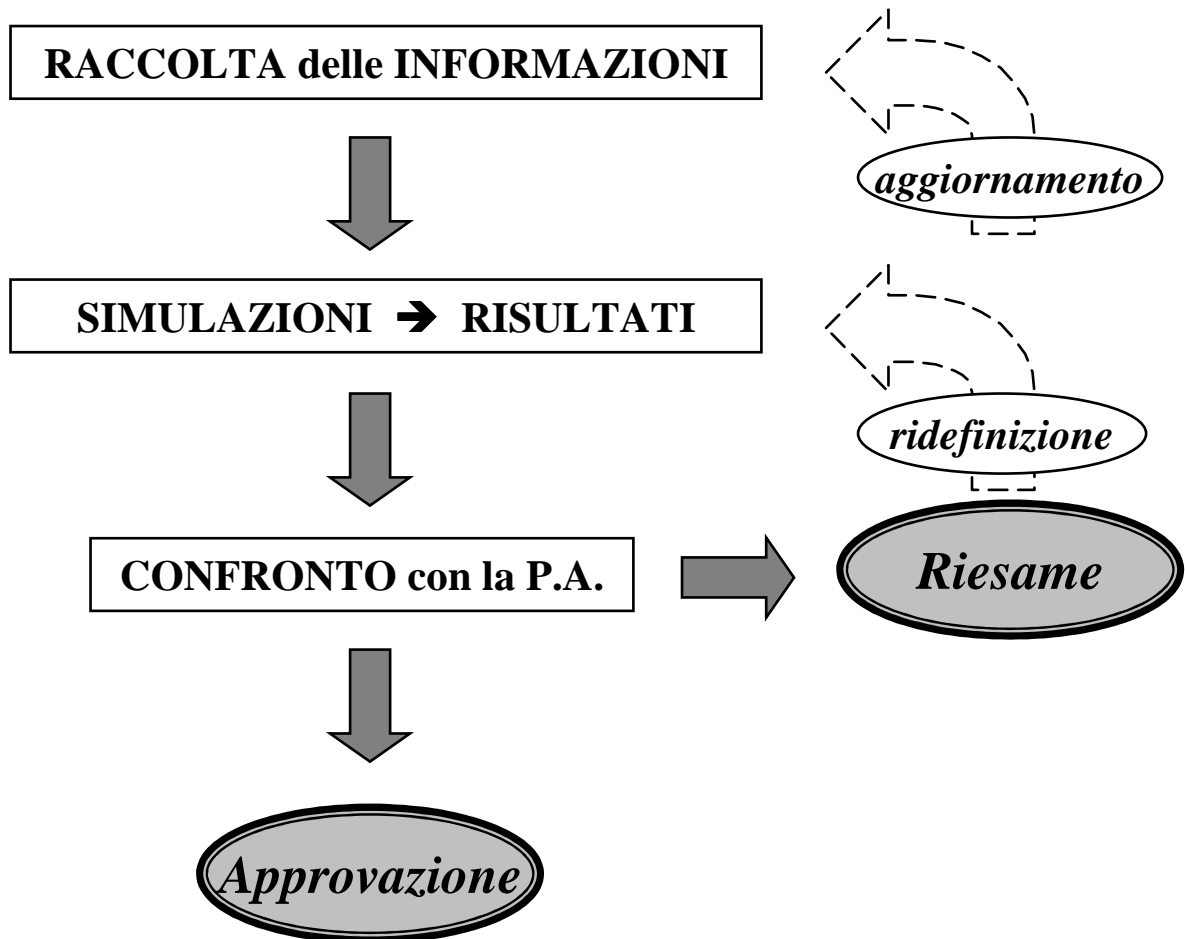 RACCOLTA delle INFORMAZIONI
aggiornamento
SIMULAZIONI ➔ RISULTATI
ridefinizione
CONFRONTO con la P.A.
Riesame
Approvazione